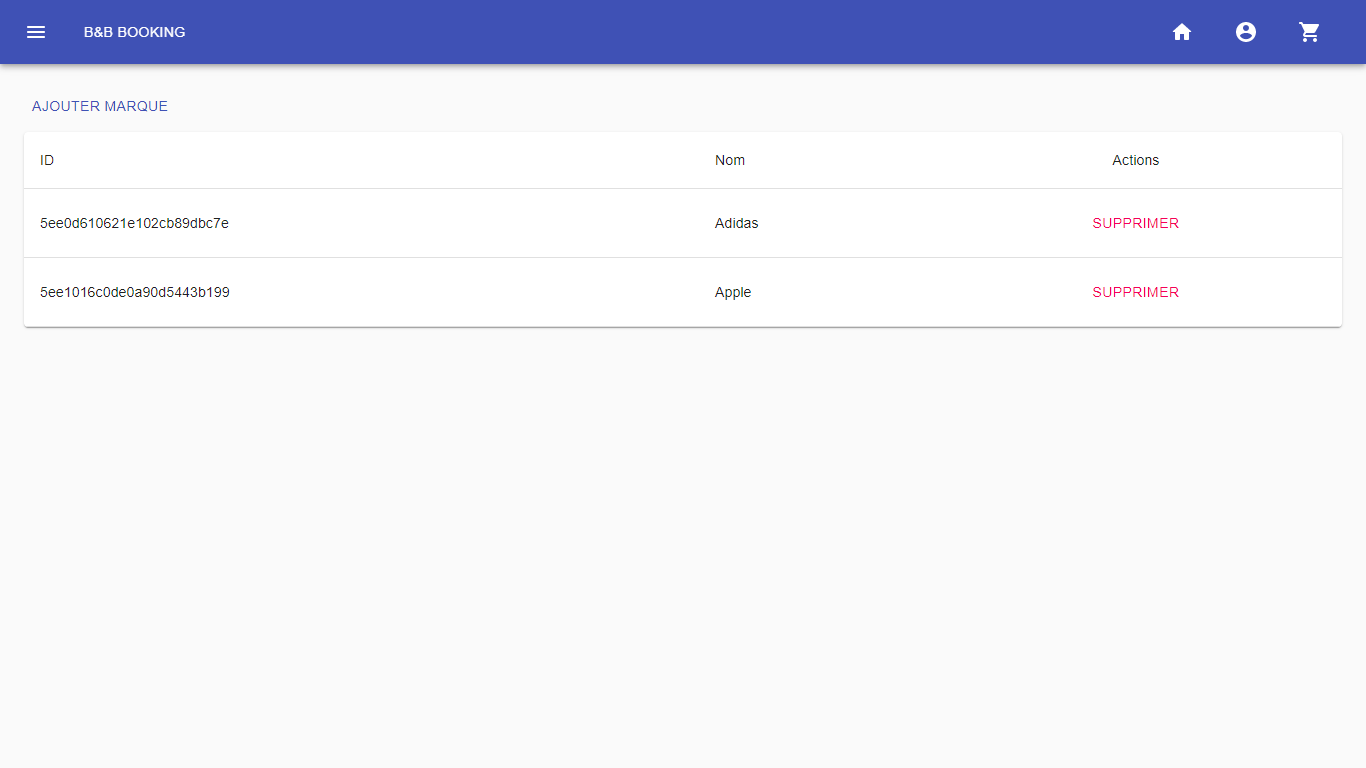 B&B BOOKING
AJOUTER MARQUE
ID Nom Actions
5ee0d610621e102cb89dbc7e Adidas SUPPRIMER
5ee1016c0de0a90d5443b199 Apple SUPPRIMER